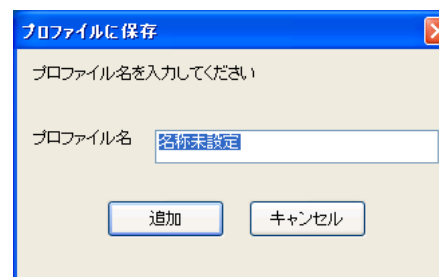 プロファイルに保存
プロファイル名を入力してください
プロファイル名 名称未設定
追加 キャンセル